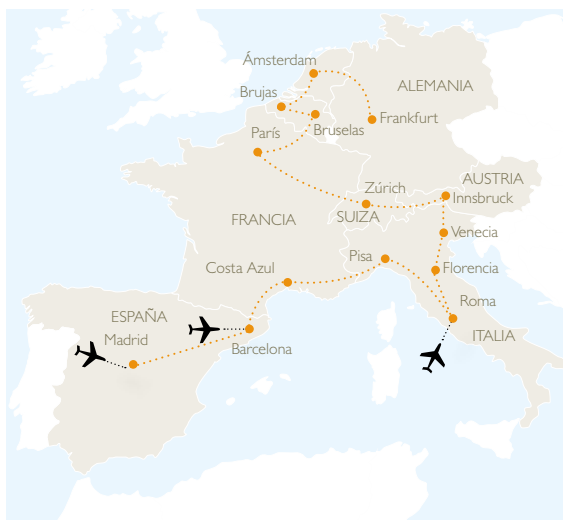 Ámsterdam
ALEMANIA
Brujas
Frankfurt
París
Bruselas
Zúrich
AUSTRIA
Innsbruck
FRANCIA
SUIZA
Venecia
Pisa
Costa Azul
Florencia
Roma
ESPAÑA
Madrid
Barcelona
ITALIA